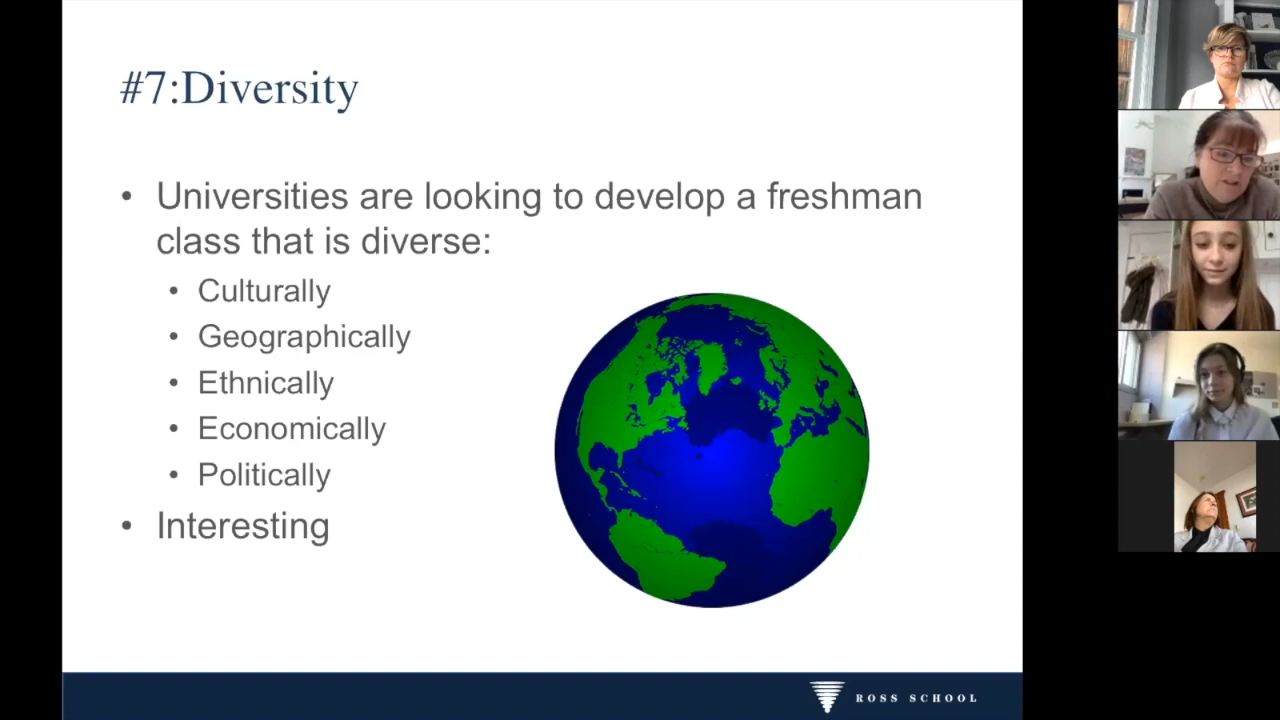 #7:Diversity
• Universities are looking to develop a freshman
class that is diverse:
• Culturally
• Geographically
• Ethnically
• Economically
• Politically
• Interesting
ROSS SCHOOL